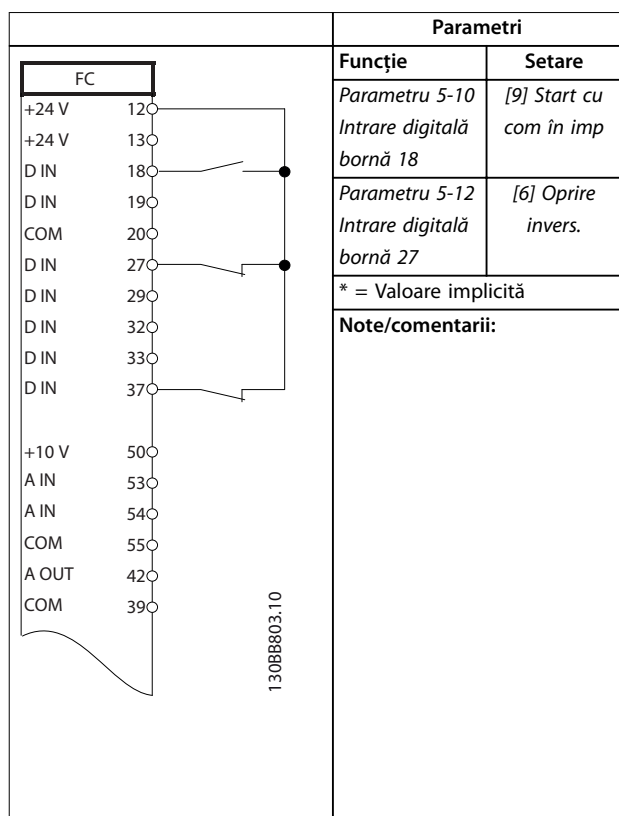 Parametri
Funcție Setare
Parametru 5-10 [9] Start cu
Intrare digitală com în imp
bornă 18
Parametru 5-12 [6] Oprire
Intrare digitală invers.
bornă 27
* = Valoare implicită
Note/comentarii:
FC
+24 V 12
+24 V 13
D IN 18
D IN 19
COM 20
D IN 27
D IN 29
D IN 32
D IN 33
D IN 37
+10 V 50
A IN 53
A IN 54
COM 55
A OUT 42
COM 39
130BB803.10